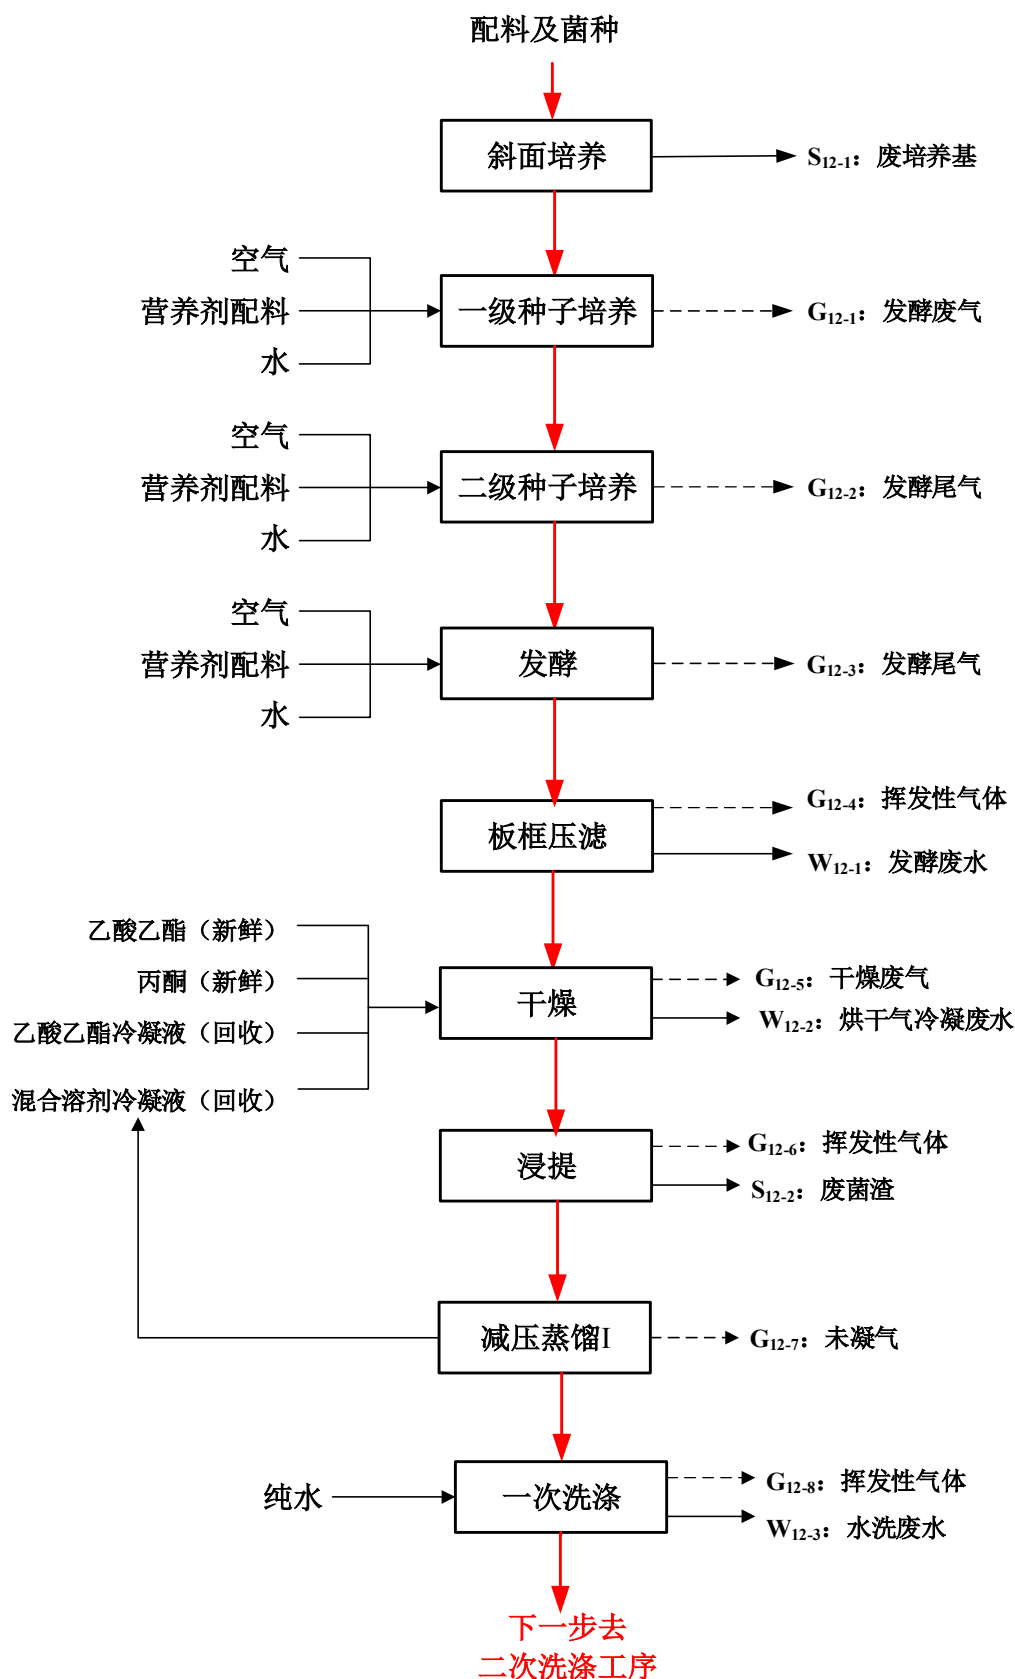 配料及菌种
斜面培养
S12-1：废培养基
空气
营养剂配料
水
一级种子培养
G12-1：发酵废气
空气
营养剂配料
水
二级种子培养
G12-2：发酵尾气
空气
营养剂配料
水
发酵
G12-3：发酵尾气
板框压滤
G12-4：挥发性气体
W12-1：发酵废水
乙酸乙酯（新鲜）
丙酮（新鲜）
乙酸乙酯冷凝液（回收）
混合溶剂冷凝液（回收）
干燥
G12-5：干燥废气
W12-2：烘干气冷凝废水
浸提
G12-6：挥发性气体
S12-2：废菌渣
减压蒸馏I
G12-7：未凝气
纯水
一次洗涤
G12-8：挥发性气体
W12-3：水洗废水
下一步去
二次洗涤工序